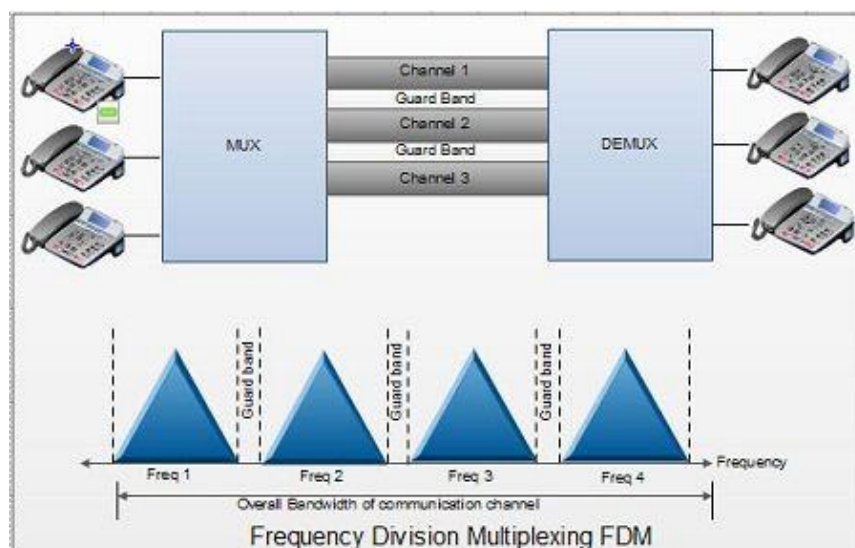 Channel 1
Guard Band
MUX
Channel 2
DEMUX
Guard Band
Channel 3
Guard band
Guard band
Guard band
Frequency
Freq 1
Freq 2
Freq 3
Freq 4
Overall Bandwidth of communication channel
Frequency Division Multiplexing FDM